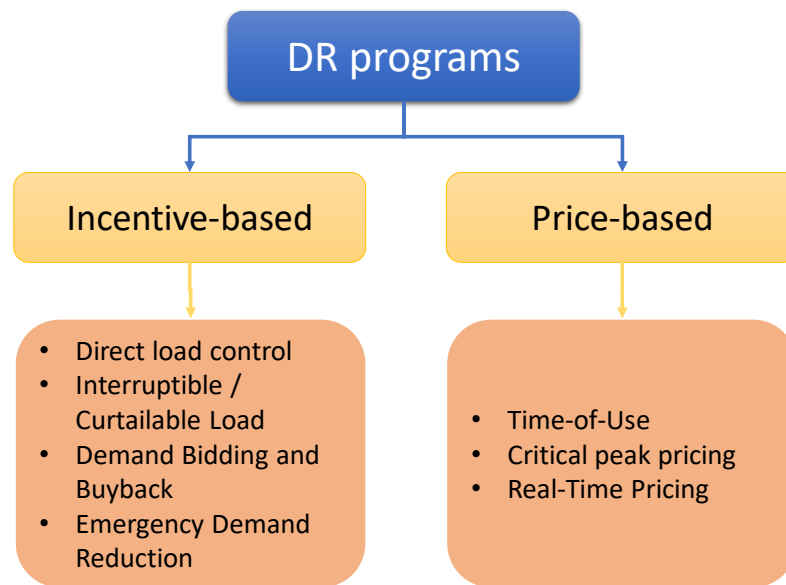 DR programs
Incentive-based
Price-based
• Direct load control
• Interruptible /
Curtailable Load
• Demand Bidding and
Buyback
• Emergency Demand
Reduction
• Time-of-Use
• Critical peak pricing
• Real-Time Pricing